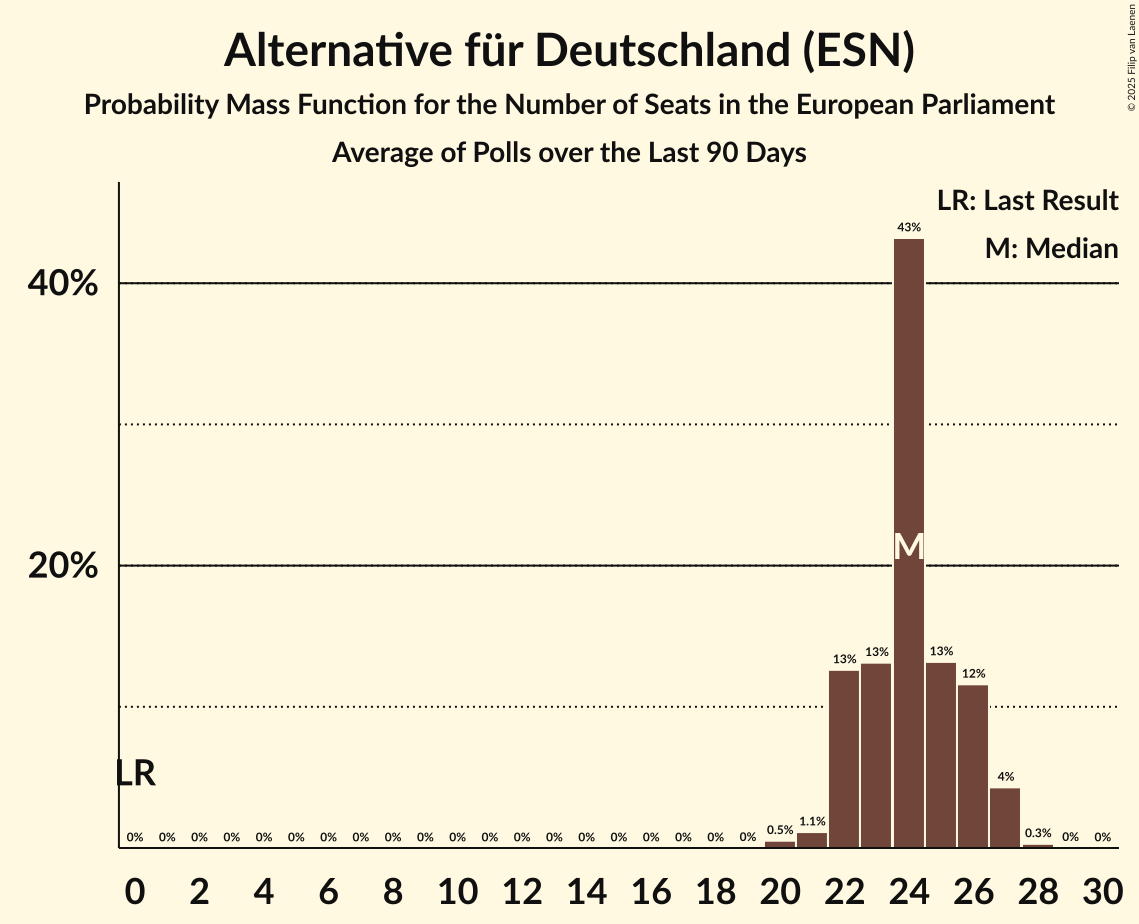 Alternative für Deutschland (ESN)
Probability Mass Function for the Number of Seats in the European Parliament
Average of Polls over the Last 90 Days
© 2025 Filip van Laenen
LR: Last Result
M: Median
40%
20%
43%
M
13% 13% 13% 12%
4%
LR
0% 0% 0% 0% 0% 0% 0% 0% 0% 0% 0% 0% 0% 0% 0% 0% 0% 0% 0% 0% 0.5% 1.1% 0.3% 0% 0%
0 2 4 6 8 10 12 14 16 18 20 22 24 26 28 30